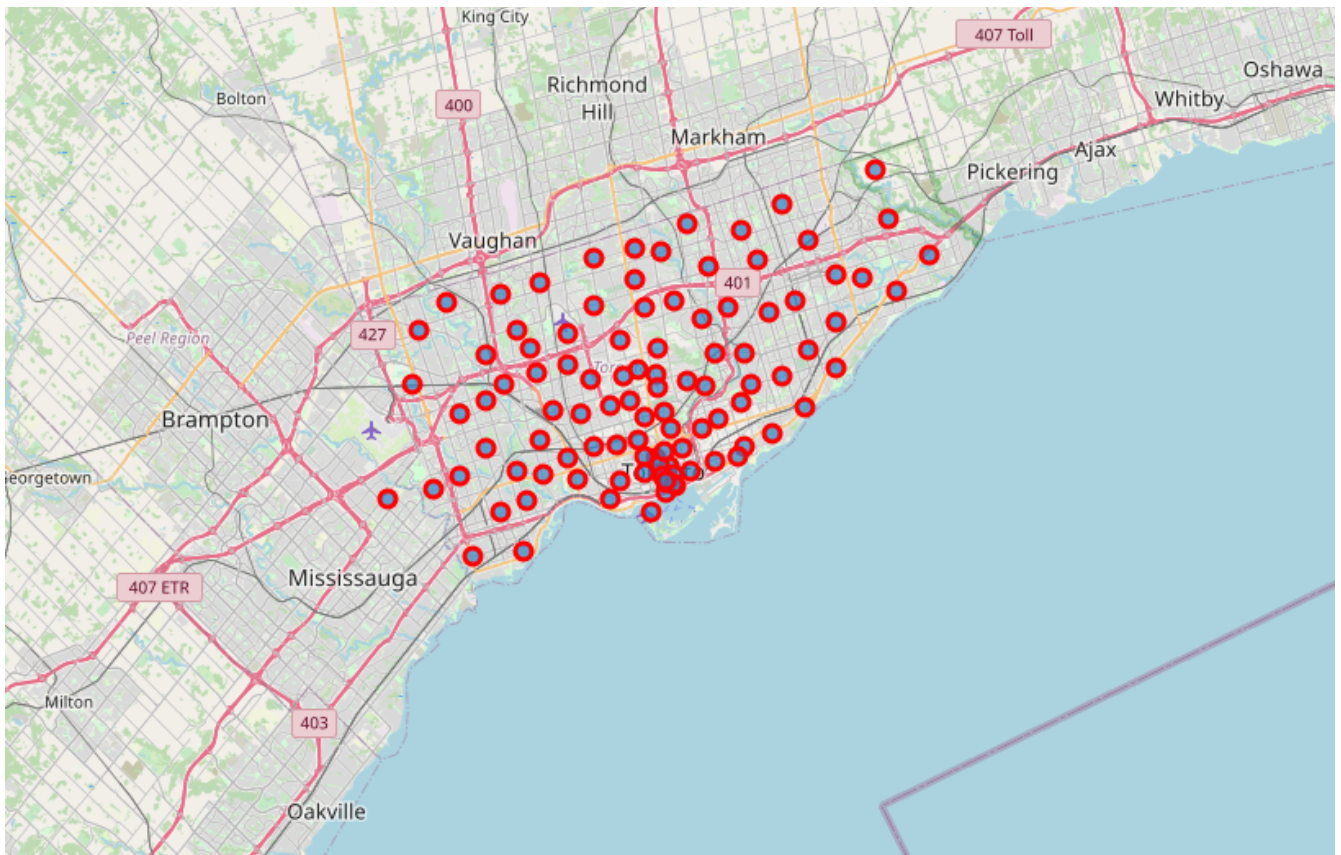 King City
407 Toll
Oshawa
Richmond
Hill
Bolton
400
Whitby
Markham
Ajax
Pickering
Vaughan
401
427
Peel Region
Brampton
Georgetown
Mississauga
407 ETR
Milton
403
Oakville